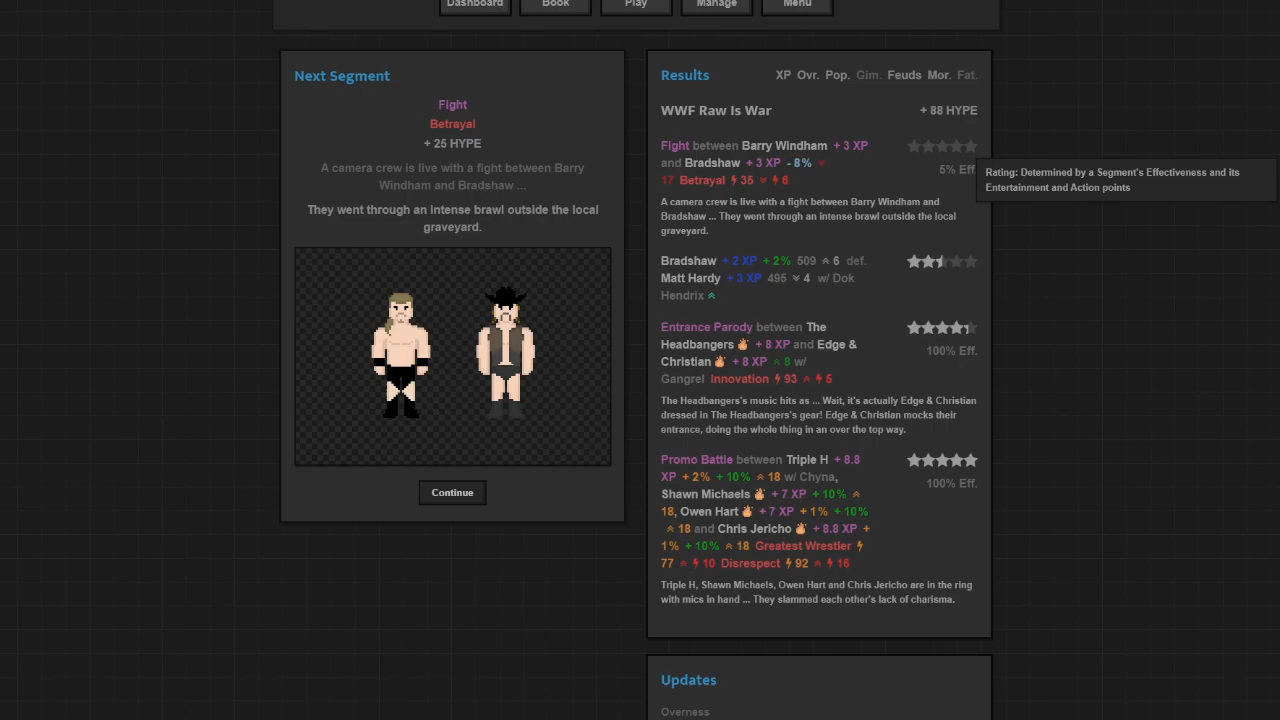 Dashboard Book Play Manage Menu
Next Segment
Fight
Betrayal
+ 25 HYPE
A camera crew is live with a fight between Barry
Windham and Bradshaw ...
They went through an intense brawl outside the local
graveyard.
Continue
Results XP Ovr. Pop. Gim. Feuds Mor. Fat.
WWF Raw Is War + 88 HYPE
Fight between Barry Windham + 3 XP
and Bradshaw + 3 XP - 8%
17 Betrayal 35 6
5% Eff.
A camera crew is live with a fight between Barry Windham and
Bradshaw ... They went through an intense brawl outside the local
graveyard.
Rating: Determined by a Segment's Effectiveness and its
Entertainment and Action points
Bradshaw + 2 XP + 2% 509 6 def.
Matt Hardy + 3 XP 495 4 w/ Dok
Hendrix
Entrance Parody between The
Headbangers + 8 XP and Edge &
Christian + 8 XP 8 w/
Gangrel Innovation 93 5
100% Eff.
The Headbangers's music hits as ... Wait, it's actually Edge & Christian
dressed in The Headbangers's gear! Edge & Christian mocks their
entrance, doing the whole thing in an over the top way.
Promo Battle between Triple H + 8.8
XP + 2% + 10% 18 w/ Chyna,
Shawn Michaels + 7 XP + 10%
18, Owen Hart + 7 XP + 1% + 10%
18 and Chris Jericho + 8.8 XP +
1% + 10% 18 Greatest Wrestler
77 10 Disrespect 92 16
100% Eff.
Triple H, Shawn Michaels, Owen Hart and Chris Jericho are in the ring
with mics in hand ... They slammed each other's lack of charisma.
Updates
Overness